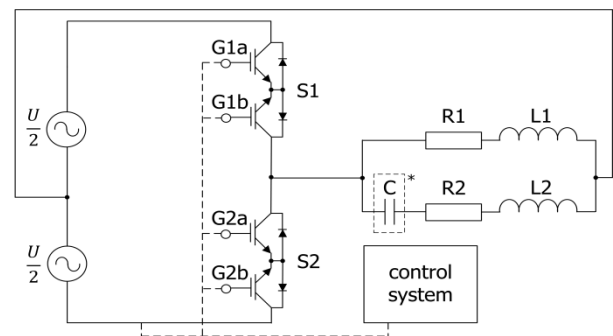 G1a
G1b
S1
U
2
R1
L1
C
*
R2
L2
G2a
G2b
S2
U
2
control
system